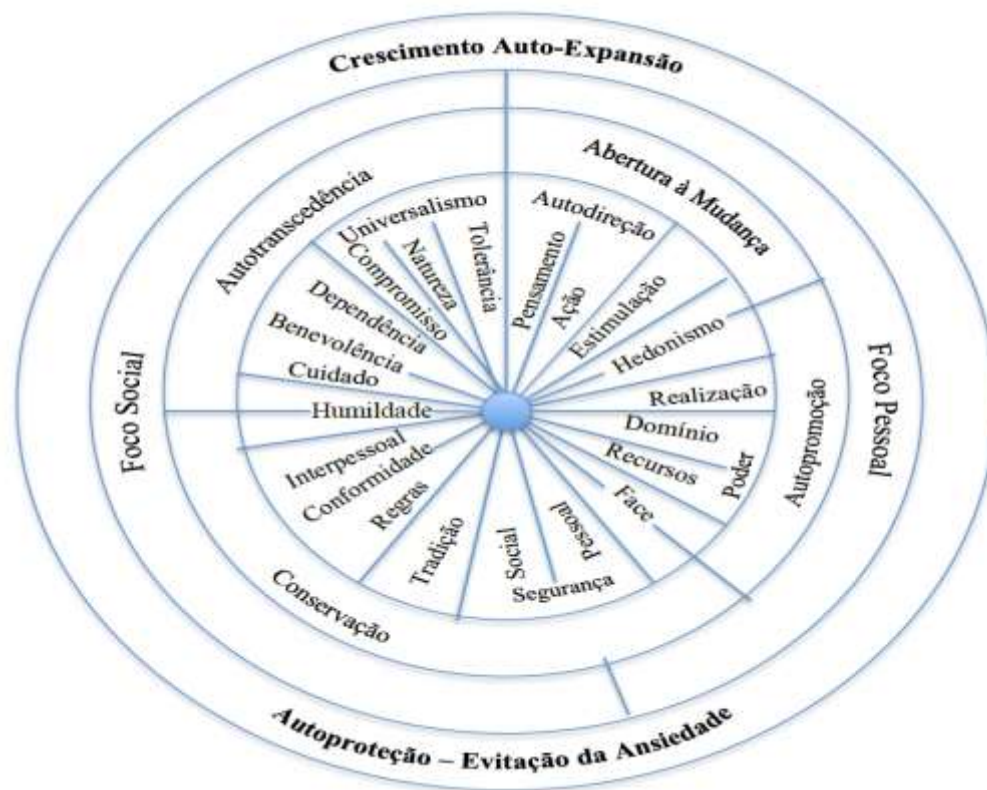 Crescimento Auto-Expansão
Abertura à Mudança
Autotranscedência
Foco Social
Foco Pessoal
Autopromoção
Conservação
Autoproteção – Evitação da Ansiedade
Universalismo
Tolerância
Natureza
Compromisso
Dependência
Benevolência
Cuidado
Humildade
Interpessoal
Conformidade
Regras
Tradição
Social
Segurança
Pessoal
Face
Poder
Recursos
Domínio
Realização
Hedonismo
Estimulação
Ação
Pensamento
Autodireção